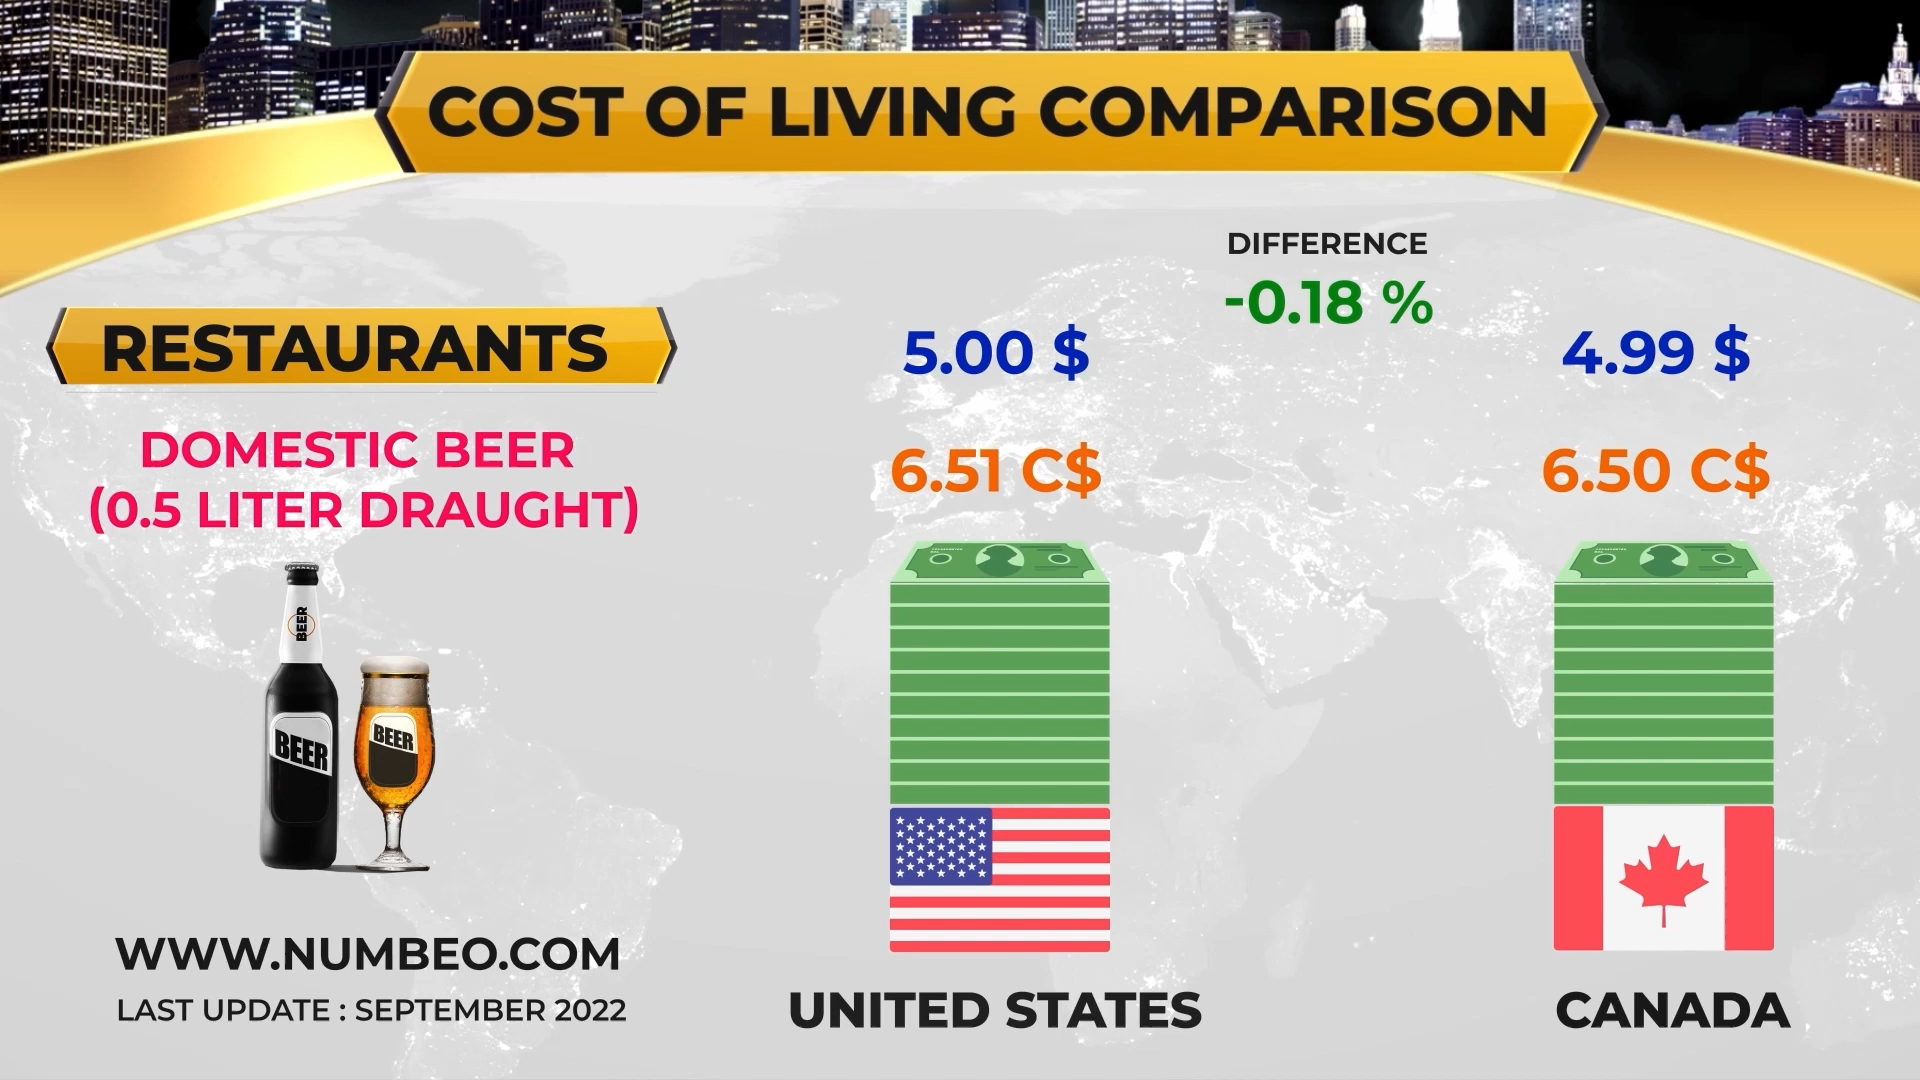 COST OF LIVING COMPARISON
DIFFERENCE
-0.18 %
RESTAURANTS
5.00 $
4.99 $
DOMESTIC BEER
(0.5 LITER DRAUGHT)
6.51 C$
6.50 C$
BEER
BEER
BEER
WWW.NUMBEO.COM
LAST UPDATE : SEPTEMBER 2022
UNITED STATES
CANADA